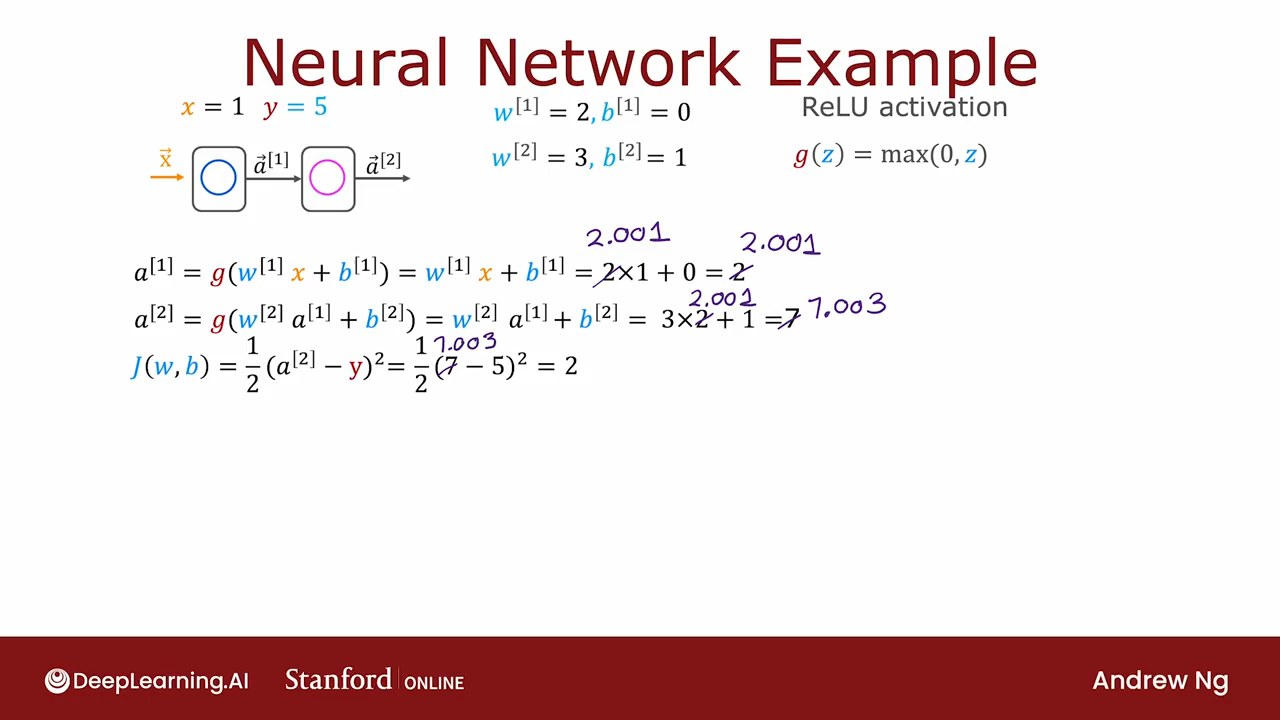 Neural Network Example
x = 1 y = 5
w[1] = 2, b[1] = 0
ReLU activation
w[2] = 3, b[2] = 1
g(z) = max(0, z)
x⃗ a⃗[1] a⃗[2]
2.001 2.001
a[1] = g(w[1] x + b[1]) = w[1] x + b[1] = 2×1 + 0 = 2
2.001
a[2] = g(w[2] a[1] + b[2]) = w[2] a[1] + b[2] = 3×2 + 1 = 7 7.003
7.003
J(w, b) = 1/2 (a[2] − y)² = 1/2 (7 − 5)² = 2
DeepLearning.AI Stanford | ONLINE Andrew Ng